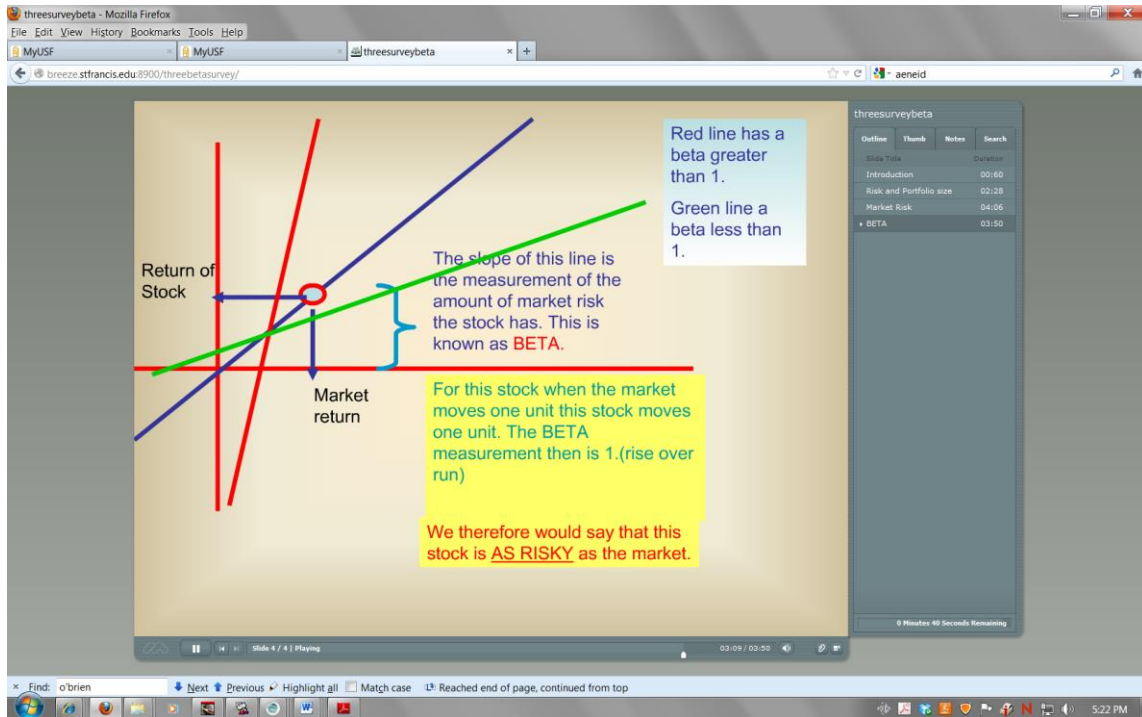 threesurveybeta - Mozilla Firefox
File Edit View History Bookmarks Tools Help
MyUSF
MyUSF
threesurveybeta
breeze.stfrancis.edu:8900/threebetasurvey/
aeneid
Return of
Stock
Market
return
The slope of this line is
the measurement of the
amount of market risk
the stock has. This is
known as BETA.
Red line has a
beta greater
than 1.
Green line a
beta less than
1.
For this stock when the market
moves one unit this stock moves
one unit. The BETA
measurement then is 1.(rise over
run)
We therefore would say that this
stock is AS RISKY as the market.
threesurveybeta
Outline Thumb Notes Search
Slide Title Duration
Introduction 00:60
Risk and Portfolio size 02:28
Market Risk 04:06
BETA 03:50
0 Minutes 40 Seconds Remaining
Slide 4 / 4 | Playing
03:09 / 03:50
Find: o'brien Next Previous Highlight all Match case Reached end of page, continued from top
5:22 PM